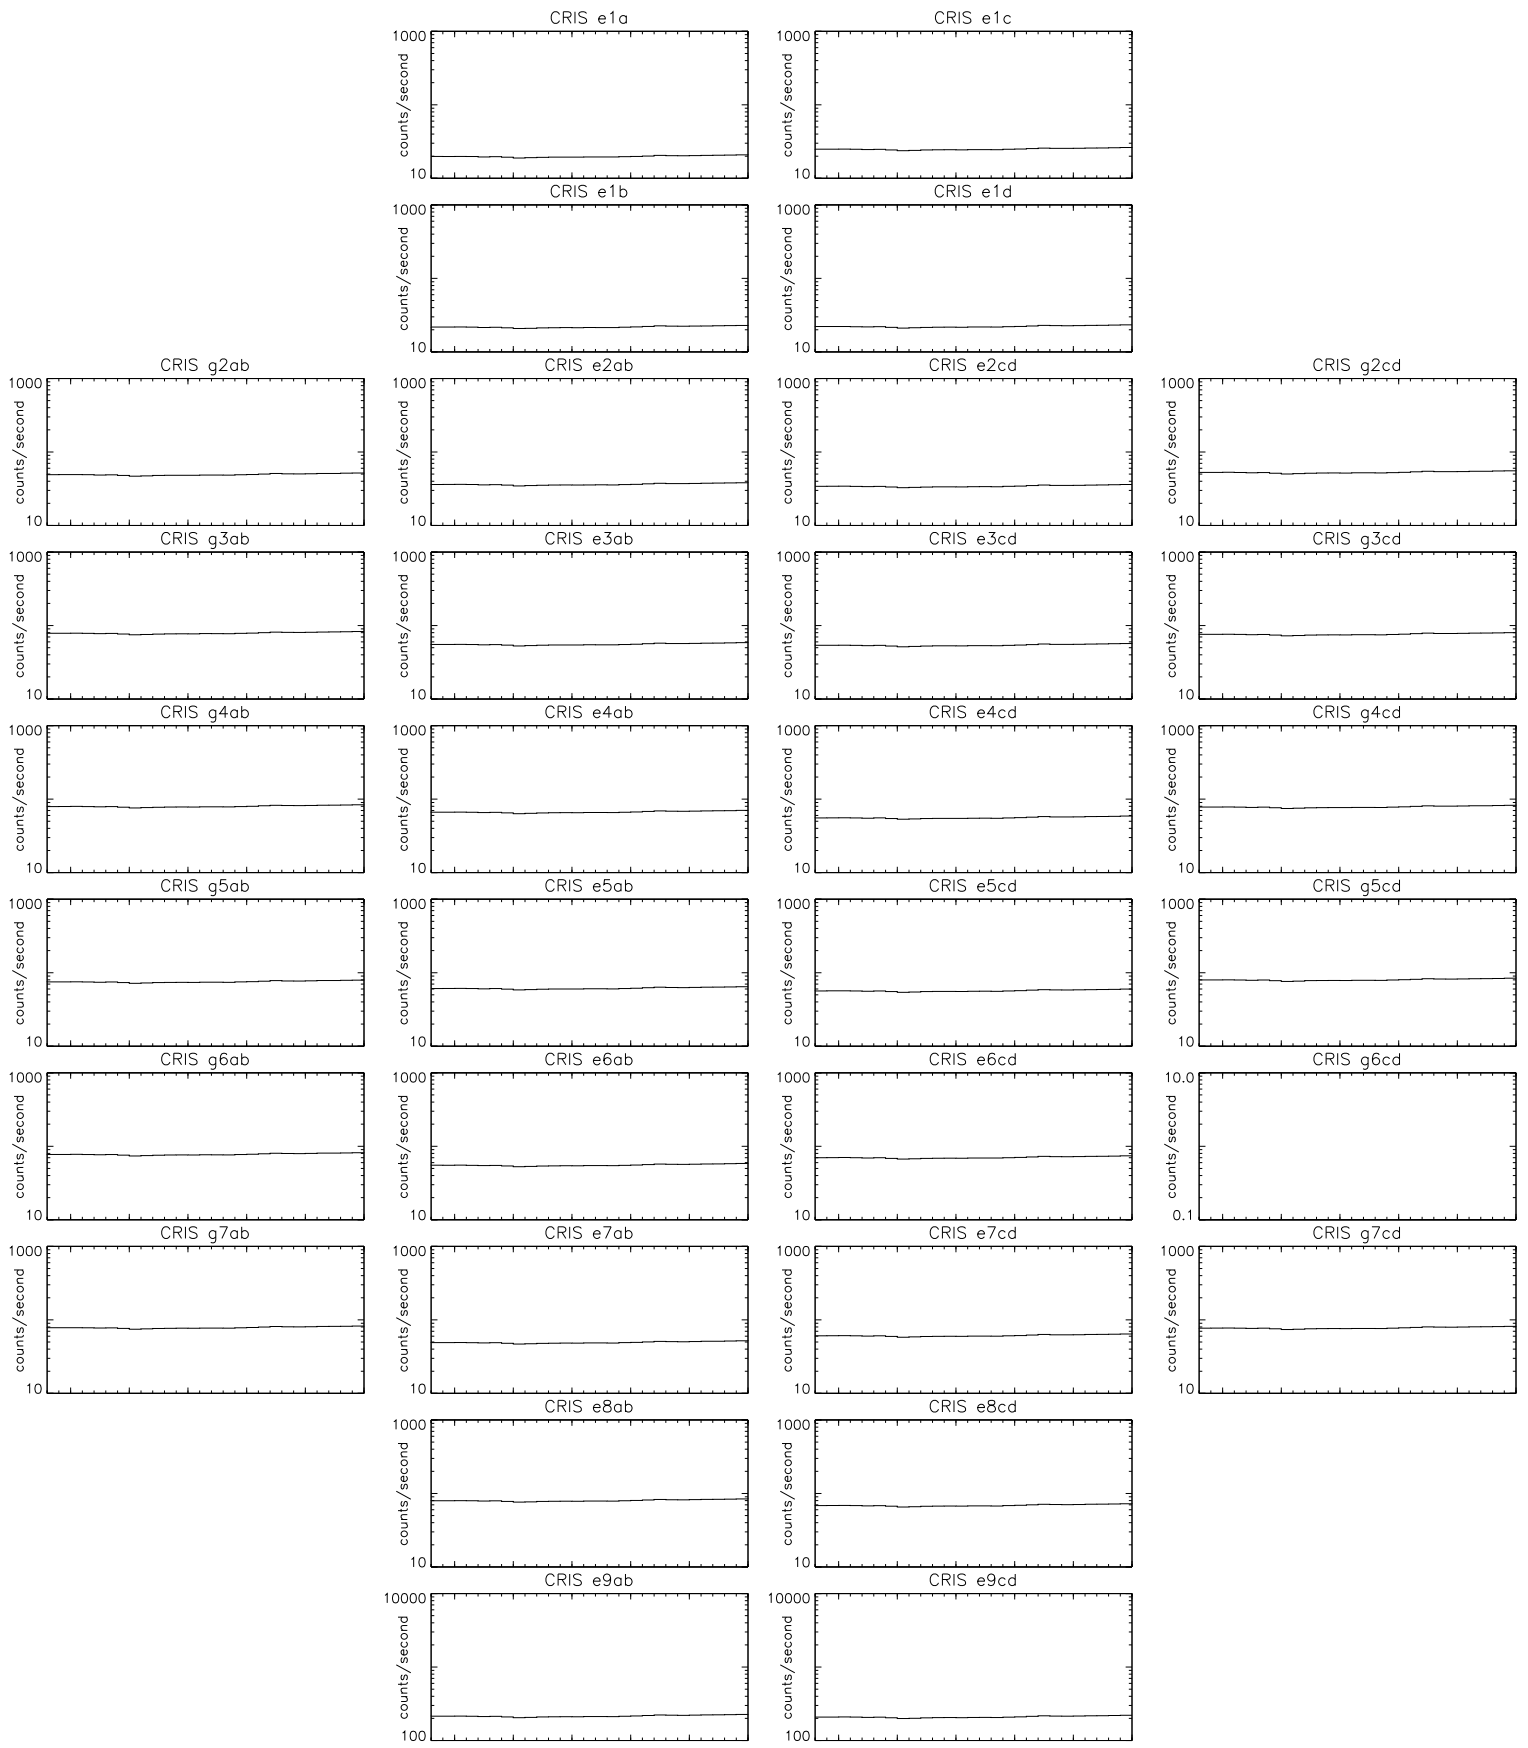 CRIS e1a
1000
counts/second
10
CRIS e1c
1000
counts/second
10
CRIS e1b
1000
counts/second
10
CRIS e1d
1000
counts/second
10
CRIS g2ab
1000
counts/second
10
CRIS e2ab
1000
counts/second
10
CRIS e2cd
1000
counts/second
10
CRIS g2cd
1000
counts/second
10
CRIS g3ab
1000
counts/second
10
CRIS e3ab
1000
counts/second
10
CRIS e3cd
1000
counts/second
10
CRIS g3cd
1000
counts/second
10
CRIS g4ab
1000
counts/second
10
CRIS e4ab
1000
counts/second
10
CRIS e4cd
1000
counts/second
10
CRIS g4cd
1000
counts/second
10
CRIS g5ab
1000
counts/second
10
CRIS e5ab
1000
counts/second
10
CRIS e5cd
1000
counts/second
10
CRIS g5cd
1000
counts/second
10
CRIS g6ab
1000
counts/second
10
CRIS e6ab
1000
counts/second
10
CRIS e6cd
1000
counts/second
10
CRIS g6cd
10.0
counts/second
0.1
CRIS g7ab
1000
counts/second
10
CRIS e7ab
1000
counts/second
10
CRIS e7cd
1000
counts/second
10
CRIS g7cd
1000
counts/second
10
CRIS e8ab
1000
counts/second
10
CRIS e8cd
1000
counts/second
10
CRIS e9ab
10000
counts/second
100
CRIS e9cd
10000
counts/second
100